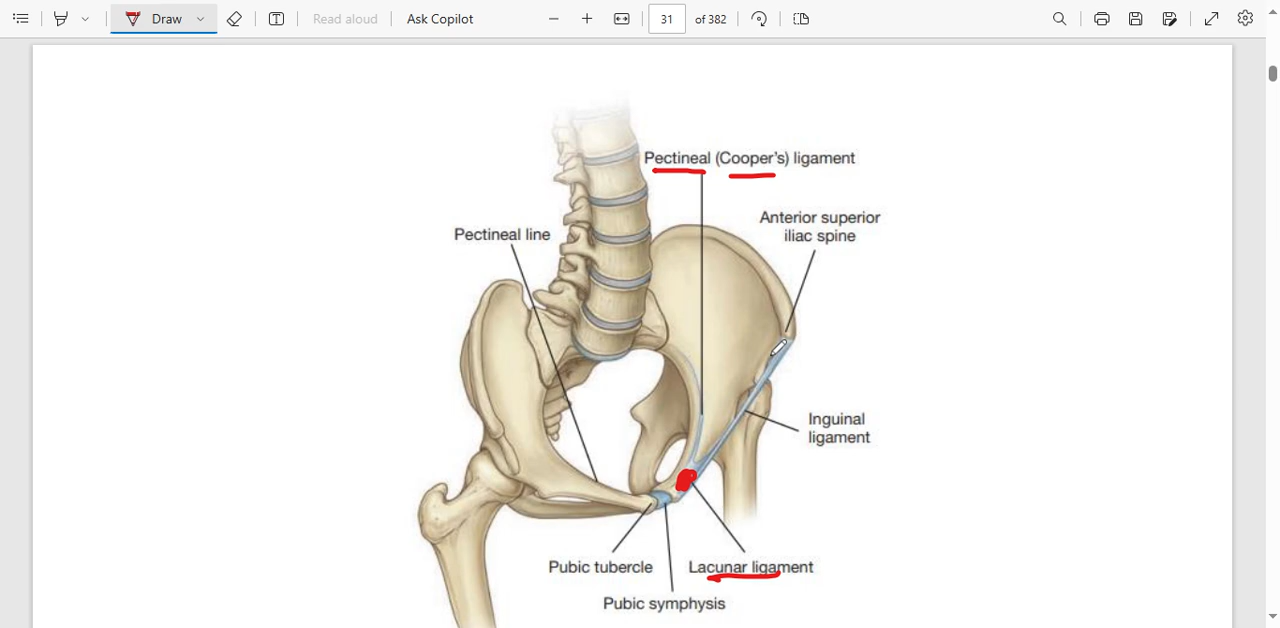 Draw
Read aloud
Ask Copilot
31
of 382
Pectineal (Cooper's) ligament
Anterior superior
iliac spine
Pectineal line
Inguinal
ligament
Pubic tubercle
Lacunar ligament
Pubic symphysis